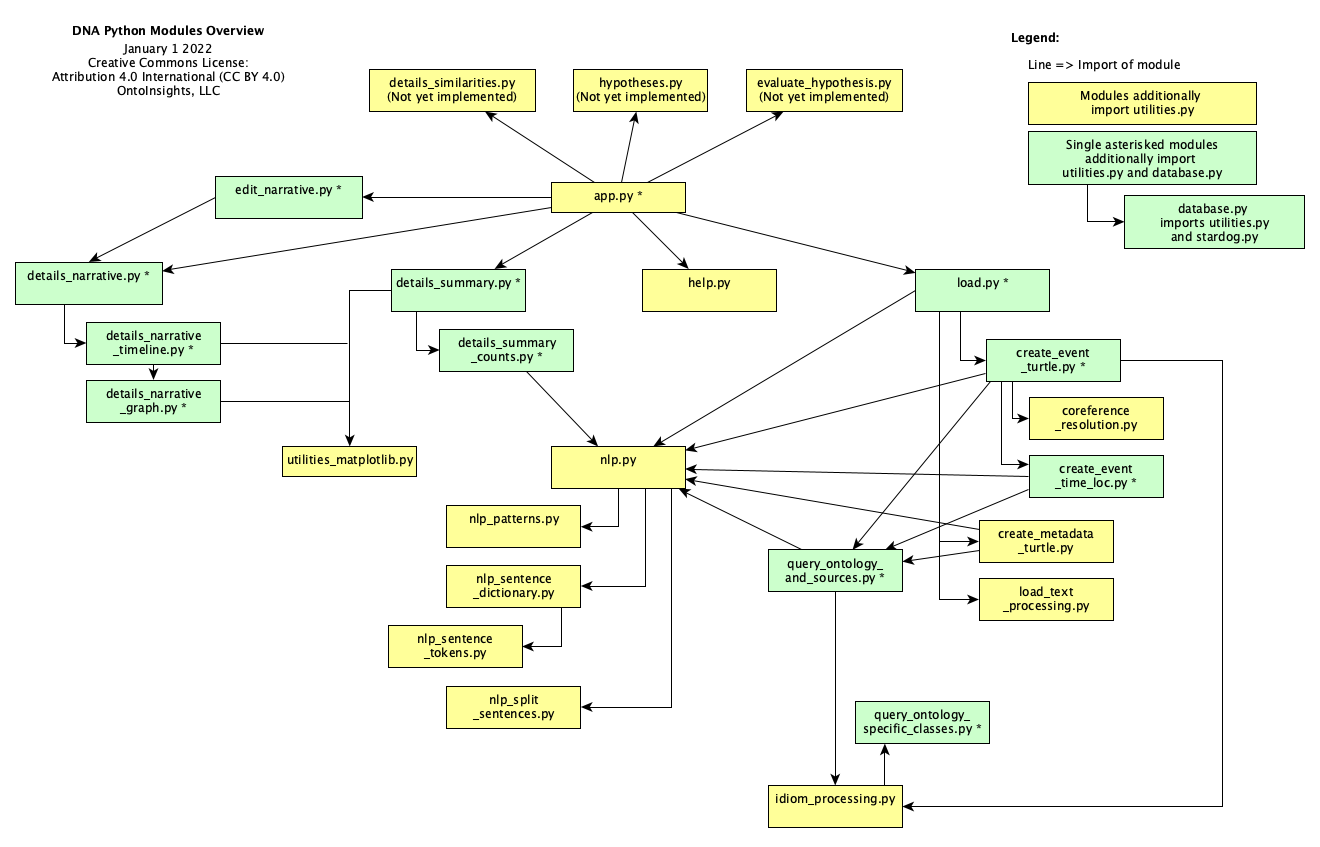 DNA Python Modules Overview
January 1 2022
Creative Commons License:
Attribution 4.0 International (CC BY 4.0)
OntoInsights, LLC
Legend:
Line => Import of module
Modules additionally
import utilities.py
Single asterisked modules
additionally import
utilities.py and database.py
database.py
imports utilities.py
and stardog.py
details_similarities.py
(Not yet implemented)
hypotheses.py
(Not yet implemented)
evaluate_hypothesis.py
(Not yet implemented)
edit_narrative.py *
app.py *
details_narrative.py *
details_summary.py *
help.py
load.py *
details_narrative
_timeline.py *
details_summary
_counts.py *
create_event
_turtle.py *
details_narrative
_graph.py *
coreference
_resolution.py
utilities_matplotlib.py
nlp.py
create_event
_time_loc.py *
nlp_patterns.py
create_metadata
_turtle.py
query_ontology_
and_sources.py *
nlp_sentence
_dictionary.py
load_text
_processing.py
nlp_sentence
_tokens.py
nlp_split
_sentences.py
query_ontology_
specific_classes.py *
idiom_processing.py